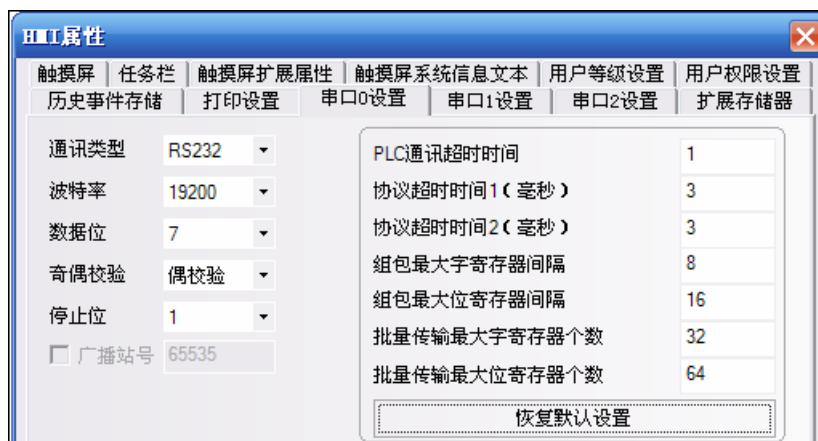 HMI属性
触摸屏 任务栏 触摸屏扩展属性 触摸屏系统信息文本 用户等级设置 用户权限设置
历史事件存储 打印设置 串口0设置 串口1设置 串口2设置 扩展存储器
通讯类型 RS232
波特率 19200
数据位 7
奇偶校验 偶校验
停止位 1
广播站号 65535
PLC通讯超时时间 1
协议超时时间1(毫秒) 3
协议超时时间2(毫秒) 3
组包最大字寄存器间隔 8
组包最大位寄存器间隔 16
批量传输最大字寄存器个数 32
批量传输最大位寄存器个数 64
恢复默认设置